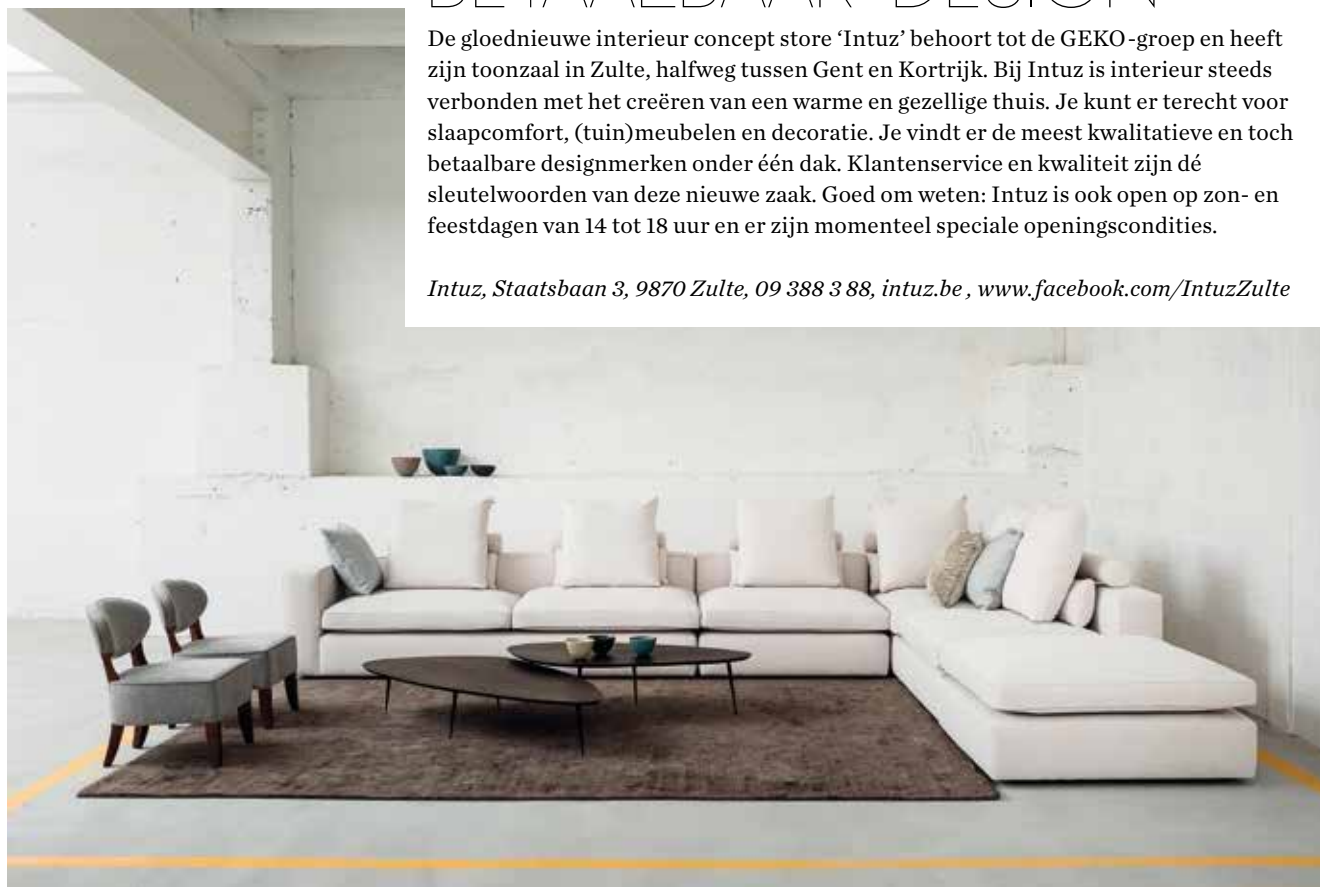 BETAALBAAR DESIGN
De gloednieuwe interieur concept store ‘Intuz’ behoort tot de GEKO-groep en heeft
zijn toonzaal in Zulte, halfweg tussen Gent en Kortrijk. Bij Intuz is interieur steeds
verbonden met het creëren van een warme en gezellige thuis. Je kunt er terecht voor
slaapcomfort, (tuin)meubelen en decoratie. Je vindt er de meest kwalitatieve en toch
betaalbare designmerken onder één dak. Klantenservice en kwaliteit zijn dé
sleutelwoorden van deze nieuwe zaak. Goed om weten: Intuz is ook open op zon- en
feestdagen van 14 tot 18 uur en er zijn momenteel speciale openingscondities.
Intuz, Staatsbaan 3, 9870 Zulte, 09 388 3 88, intuz.be , www.facebook.com/IntuzZulte